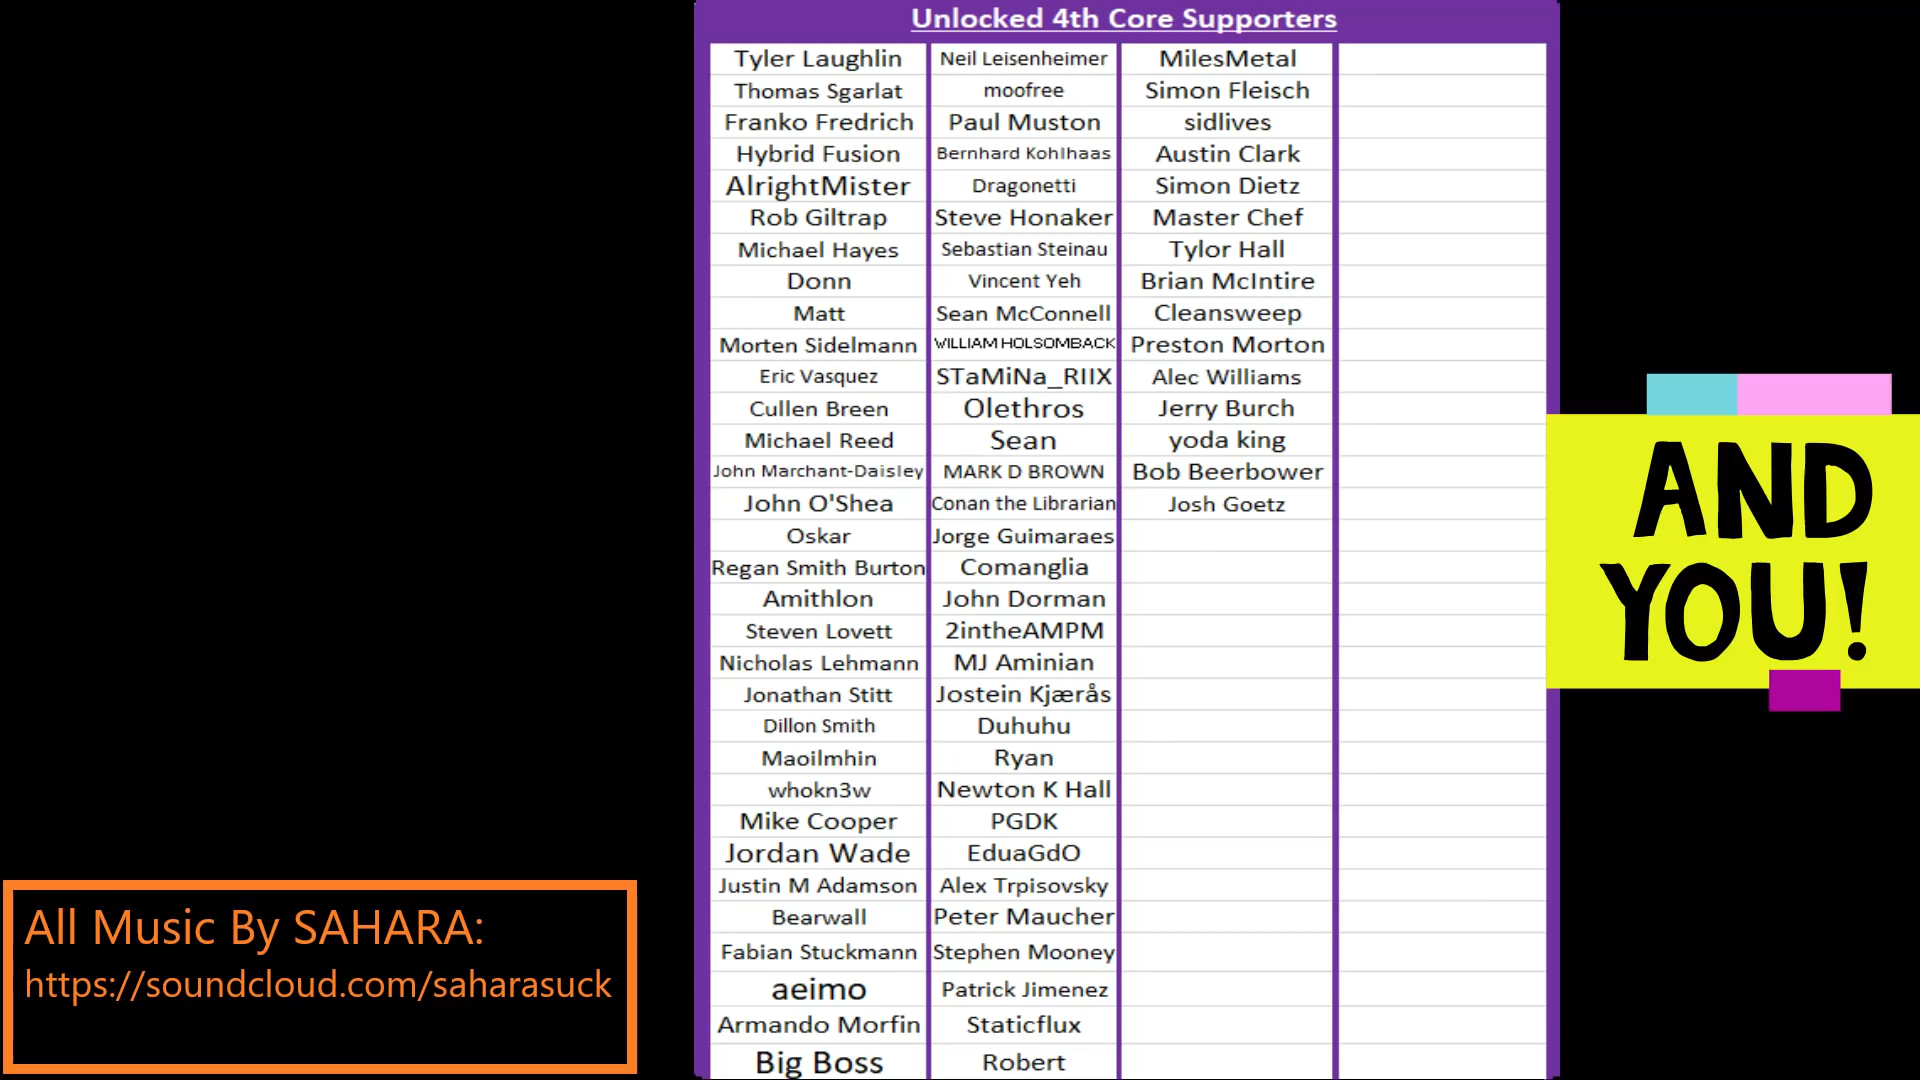 Unlocked 4th Core Supporters
Tyler Laughlin
Thomas Sgarlat
Franko Fredrich
Hybrid Fusion
AlrightMister
Rob Giltrap
Michael Hayes
Donn
Matt
Morten Sidelmann
Eric Vasquez
Cullen Breen
Michael Reed
John Marchant-Daisley
John O'Shea
Oskar
Regan Smith Burton
Amithlon
Steven Lovett
Nicholas Lehmann
Jonathan Stitt
Dillon Smith
Maoilmhin
whokn3w
Mike Cooper
Jordan Wade
Justin M Adamson
Bearwall
Fabian Stuckmann
aeimo
Armando Morfin
Big Boss
Neil Leisenheimer
moofree
Paul Muston
Bernhard Kohlhaas
Dragonetti
Steve Honaker
Sebastian Steinau
Vincent Yeh
Sean McConnell
WILLIAM HOLSOMBACK
STaMiNa_RIIX
Olethros
Sean
MARK D BROWN
Conan the Librarian
Jorge Guimaraes
Comanglia
John Dorman
2intheAMPM
MJ Aminian
Jostein Kjærås
Duhuhu
Ryan
Newton K Hall
PGDK
EduaGdO
Alex Trpisovsky
Peter Maucher
Stephen Mooney
Patrick Jimenez
Staticflux
Robert
MilesMetal
Simon Fleisch
sidlives
Austin Clark
Simon Dietz
Master Chef
Tylor Hall
Brian McIntire
Cleansweep
Preston Morton
Alec Williams
Jerry Burch
yoda king
Bob Beerbower
Josh Goetz
AND
YOU!
All Music By SAHARA:
https://soundcloud.com/saharasuck